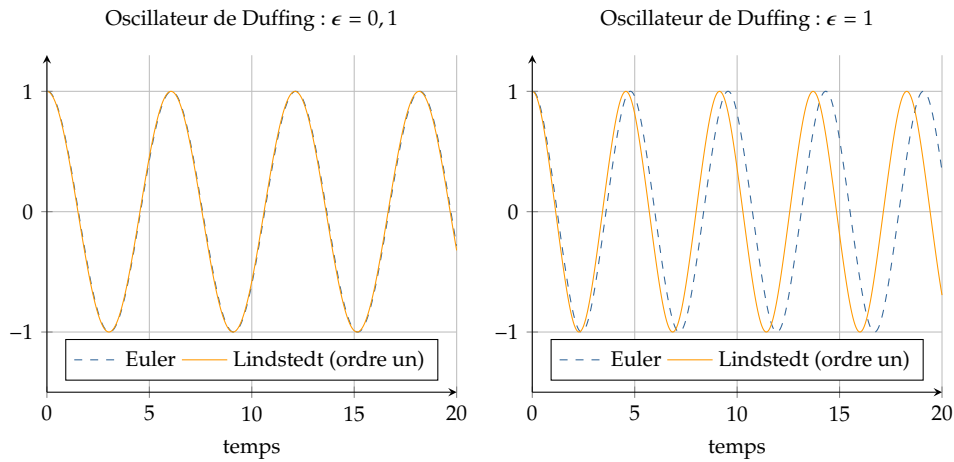 Oscillateur de Duffing : ϵ = 0, 1
1
0
−1
Euler Lindstedt (ordre un)
0 5 10 15 20
temps
Oscillateur de Duffing : ϵ = 1
1
0
−1
Euler Lindstedt (ordre un)
0 5 10 15 20
temps